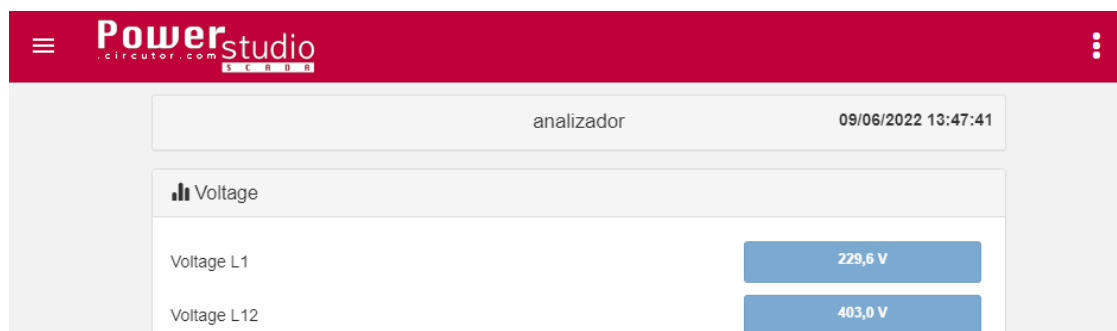 Power studio
.circutor.com
SCADA
analizador 09/06/2022 13:47:41
Voltage
Voltage L1 229,6 V
Voltage L12 403,0 V